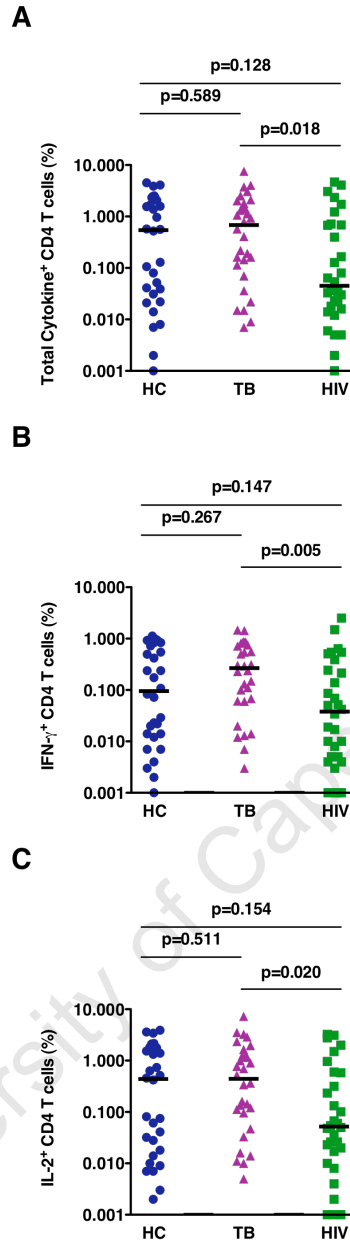 A
p=0.128
p=0.589
p=0.018
Total Cytokine⁺ CD4 T cells (%)
10.000
1.000
0.100
0.010
0.001
HC TB HIV
B
p=0.147
p=0.267
p=0.005
IFN-γ⁺ CD4 T cells (%)
10.000
1.000
0.100
0.010
0.001
HC TB HIV
C
p=0.154
p=0.511
p=0.020
IL-2⁺ CD4 T cells (%)
10.000
1.000
0.100
0.010
0.001
HC TB HIV
ersity of Cape